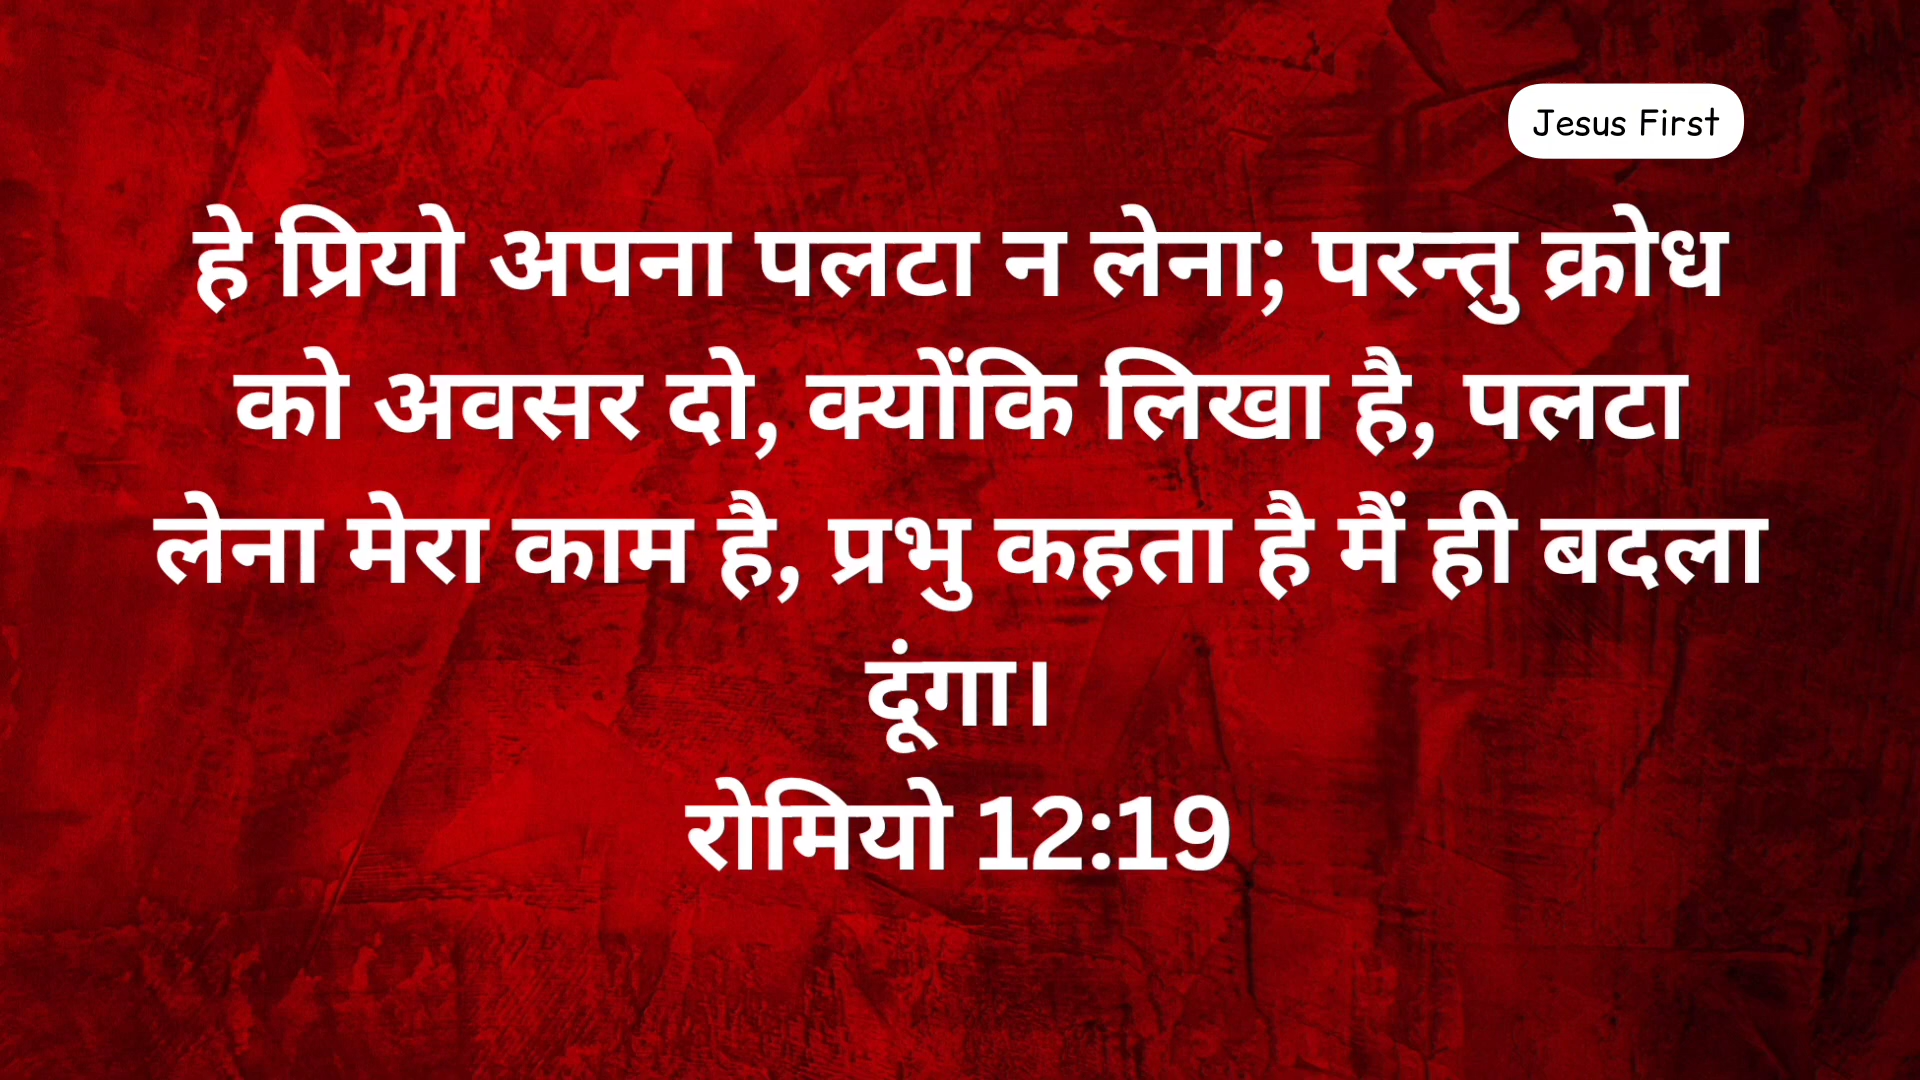 Jesus First
हे प्रियो अपना पलटा न लेना; परन्तु क्रोध
को अवसर दो, क्योंकि लिखा है, पलटा
लेना मेरा काम है, प्रभु कहता है मैं ही बदला
दूंगा।
रोमियो 12:19